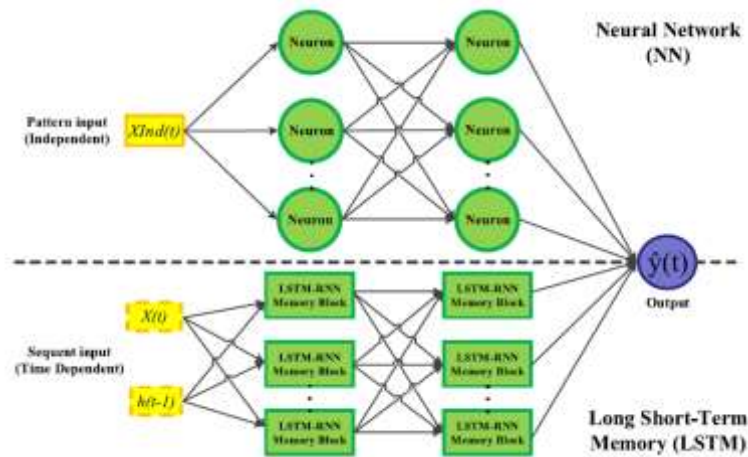 Neuron
Neuron
Neural Network
(NN)
Pattern input
(Independent)
XInd(t)
Neuron
Neuron
Neuron
Neuron
ŷ(t)
Output
LSTM-RNN
Memory Block
LSTM-RNN
Memory Block
X(t)
Sequent input
(Time Dependent)
h(t-1)
LSTM-RNN
Memory Block
LSTM-RNN
Memory Block
LSTM-RNN
Memory Block
LSTM-RNN
Memory Block
Long Short-Term
Memory (LSTM)